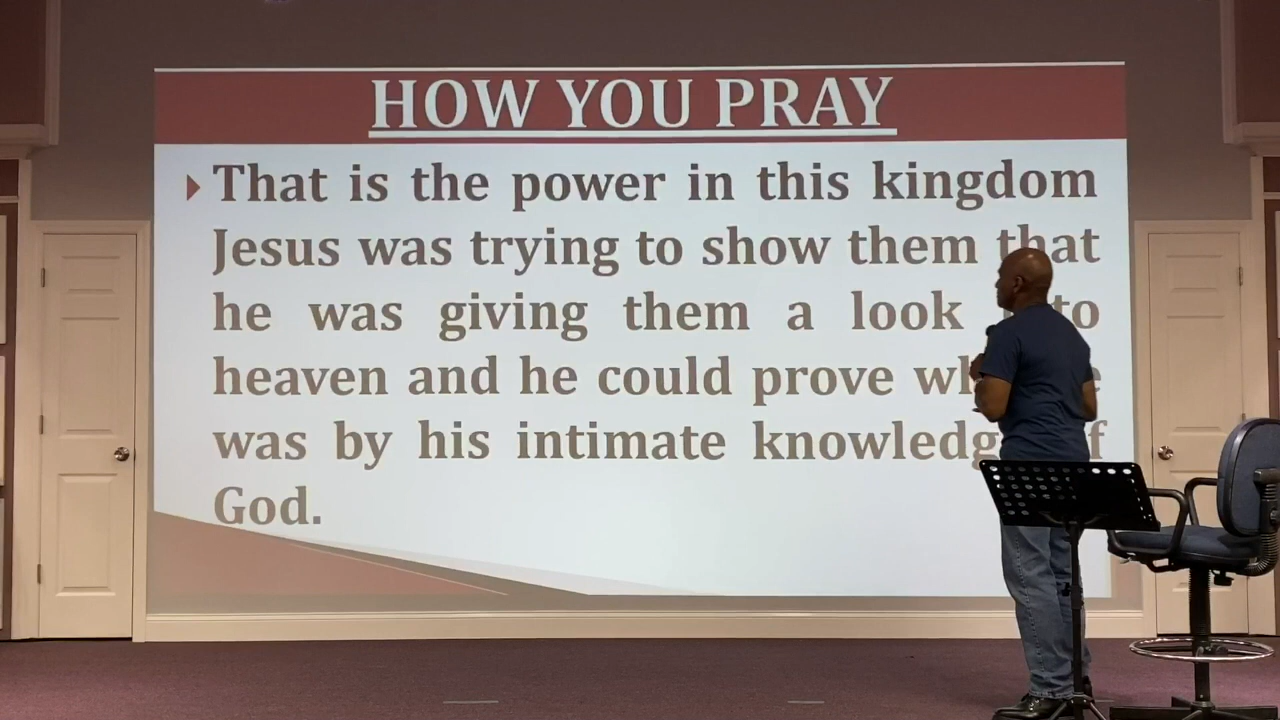 HOW YOU PRAY
That is the power in this kingdom
Jesus was trying to show them that
he was giving them a look
heaven and he could prove
was by his intimate knowledge
God.